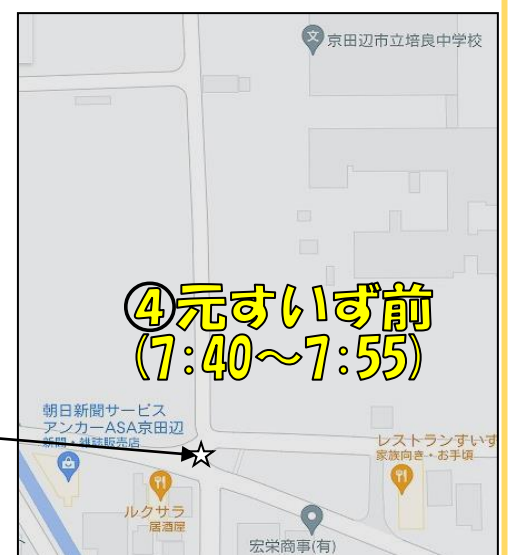 京田辺市立培良中学校
④元すいず前
(7:40～7:55)
朝日新聞サービス
アンカーASA京田辺
新聞・雑誌販売店
レストランすいす
家族向き・お手頃
ルクサラ
居酒屋
宏栄商事(有)